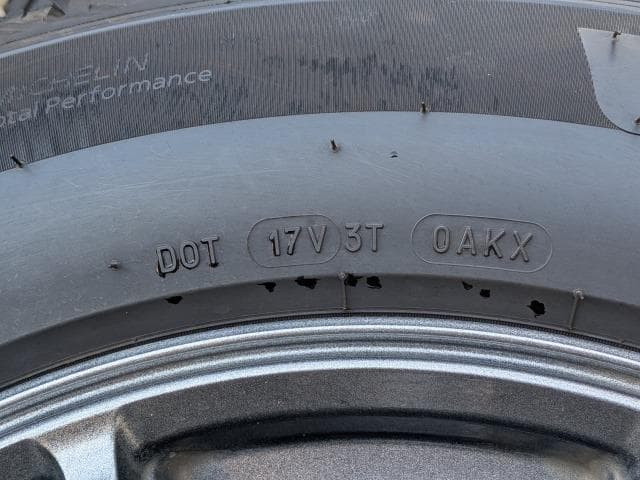 MICHELIN
Total Performance
DOT 17V 3T 0AKX